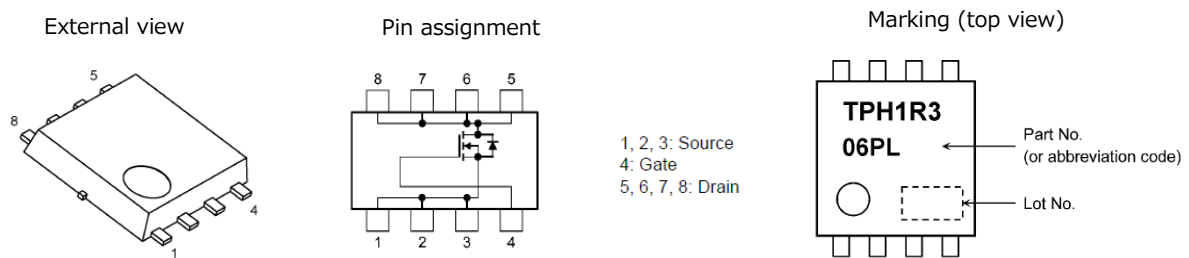 External view
5
8
4
1
Pin assignment
8 7 6 5
1 2 3 4
1, 2, 3: Source
4: Gate
5, 6, 7, 8: Drain
Marking (top view)
TPH1R3
06PL
Part No.
(or abbreviation code)
Lot No.